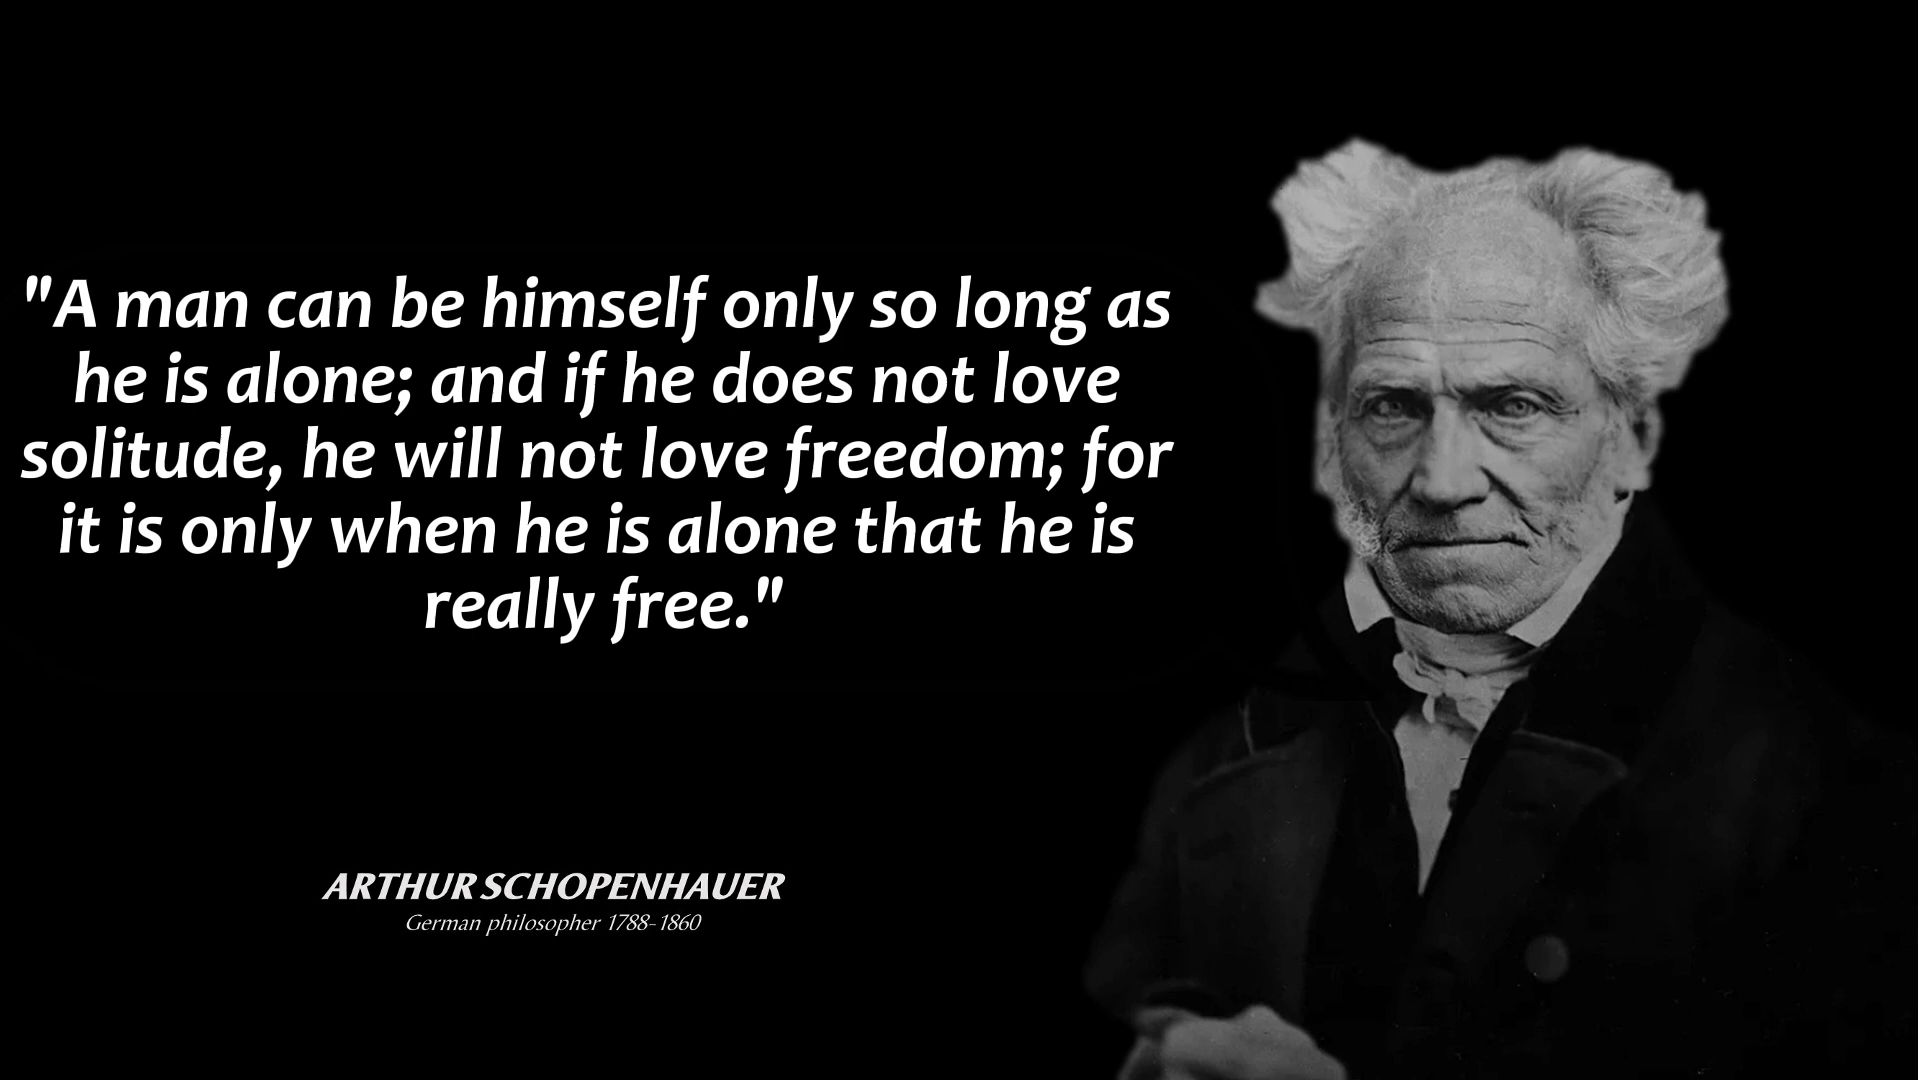 "A man can be himself only so long as
he is alone; and if he does not love
solitude, he will not love freedom; for
it is only when he is alone that he is
really free."
ARTHUR SCHOPENHAUER
German philosopher 1788-1860